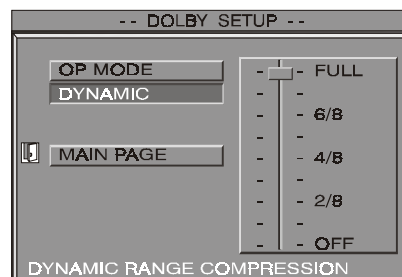 -- DOLBY SETUP --
OP MODE
DYNAMIC
MAIN PAGE
FULL
6/8
4/8
2/8
OFF
DYNAMIC RANGE COMPRESSION